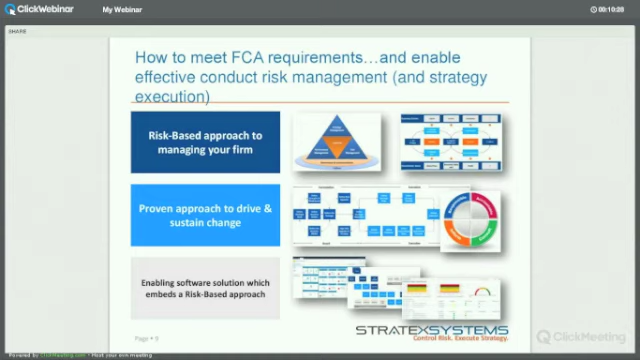 ClickWebinar My Webinar 00:10:28
SHARE
How to meet FCA requirements…and enable
effective conduct risk management (and strategy
execution)
Risk-Based approach to
managing your firm
Proven approach to drive &
sustain change
Enabling software solution which
embeds a Risk-Based approach
Page ▪ 9
STRATEXSYSTEMS
Control Risk. Execute Strategy.
ClickMeeting
Powered by ClickMeeting.com • Host your own meeting